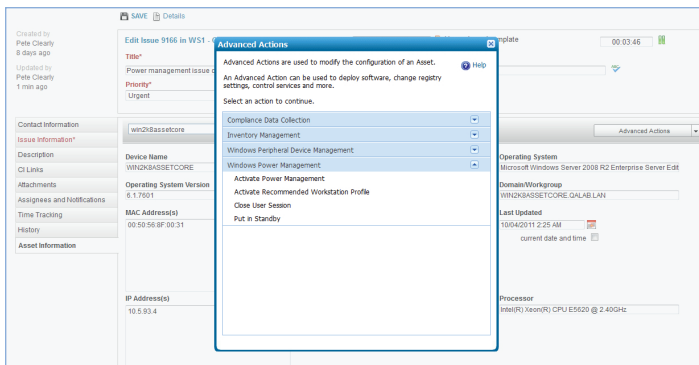 SAVE Details
Created by
Pete Clearly
8 days ago
Updated by
Pete Clearly
1 min ago
Edit Issue 9166 in WS1 -
mplate
00:03:46
Title*
Power management issue
Priority*
Urgent
Contact Information
Issue Information*
Description
CI Links
Attachments
Assignees and Notifications
Time Tracking
History
Asset Information
win2k8assetcore
Advanced Actions
Device Name
WIN2K8ASSETCORE
Operating System Version
6.1.7601
MAC Address(s)
00:50:56:8F:00:31
IP Address(s)
10.5.93.4
Advanced Actions
Advanced Actions are used to modify the configuration of an Asset.
Help
An Advanced Action can be used to deploy software, change registry
settings, control services and more.
Select an action to continue.
Compliance Data Collection
Inventory Management
Windows Peripheral Device Management
Windows Power Management
Activate Power Management
Activate Recommended Workstation Profile
Close User Session
Put in Standby
Operating System
Microsoft Windows Server 2008 R2 Enterprise Server Edit
Domain/Workgroup
WIN2K8ASSETCORE.QALAB.LAN
Last Updated
10/04/2011 2:25 AM
current date and time
Processor
Intel(R) Xeon(R) CPU E5620 @ 2.40GHz